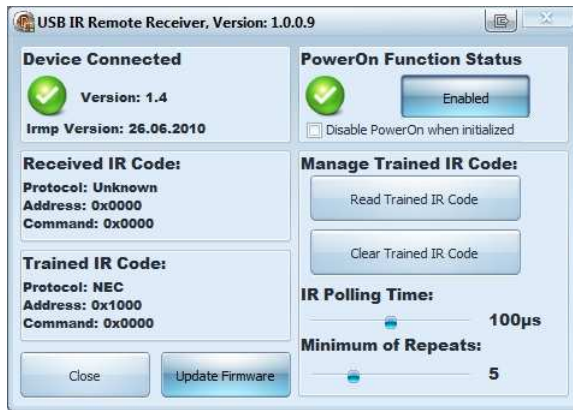 USB IR Remote Receiver, Version: 1.0.0.9
Device Connected
Version: 1.4
Irmp Version: 26.06.2010
PowerOn Function Status
Enabled
Disable PowerOn when initialized
Received IR Code:
Protocol: Unknown
Address: 0x0000
Command: 0x0000
Manage Trained IR Code:
Read Trained IR Code
Clear Trained IR Code
Trained IR Code:
Protocol: NEC
Address: 0x1000
Command: 0x0000
IR Polling Time:
100µs
Minimum of Repeats:
5
Close
Update Firmware